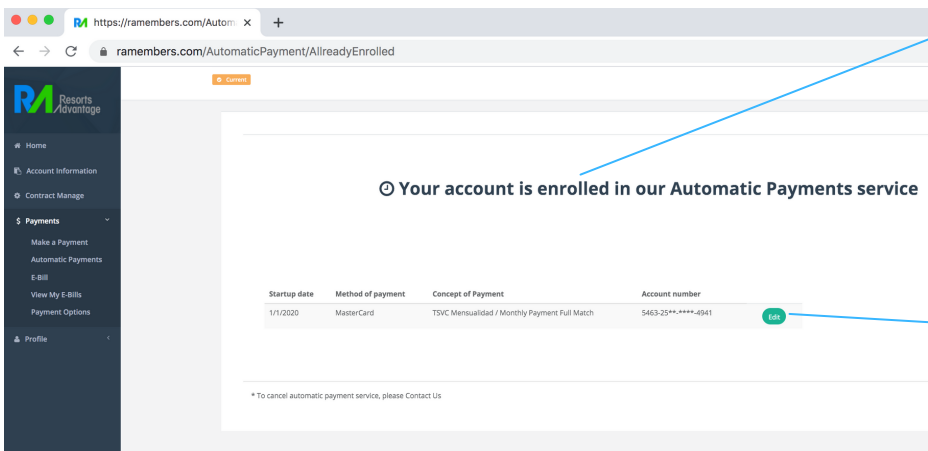 https://ramembers.com/Autom
ramembers.com/AutomaticPayment/AllreadyEnrolled
Current
RA Resorts Advantage
Home
Account Information
Contract Manage
$ Payments
Make a Payment
Automatic Payments
E-Bill
View My E-Bills
Payment Options
Profile
Your account is enrolled in our Automatic Payments service
Startup date Method of payment Concept of Payment Account number
1/1/2020 MasterCard TSVC Mensualidad / Monthly Payment Full Match 5463-25**-****-4941 Edit
* To cancel automatic payment service, please Contact Us